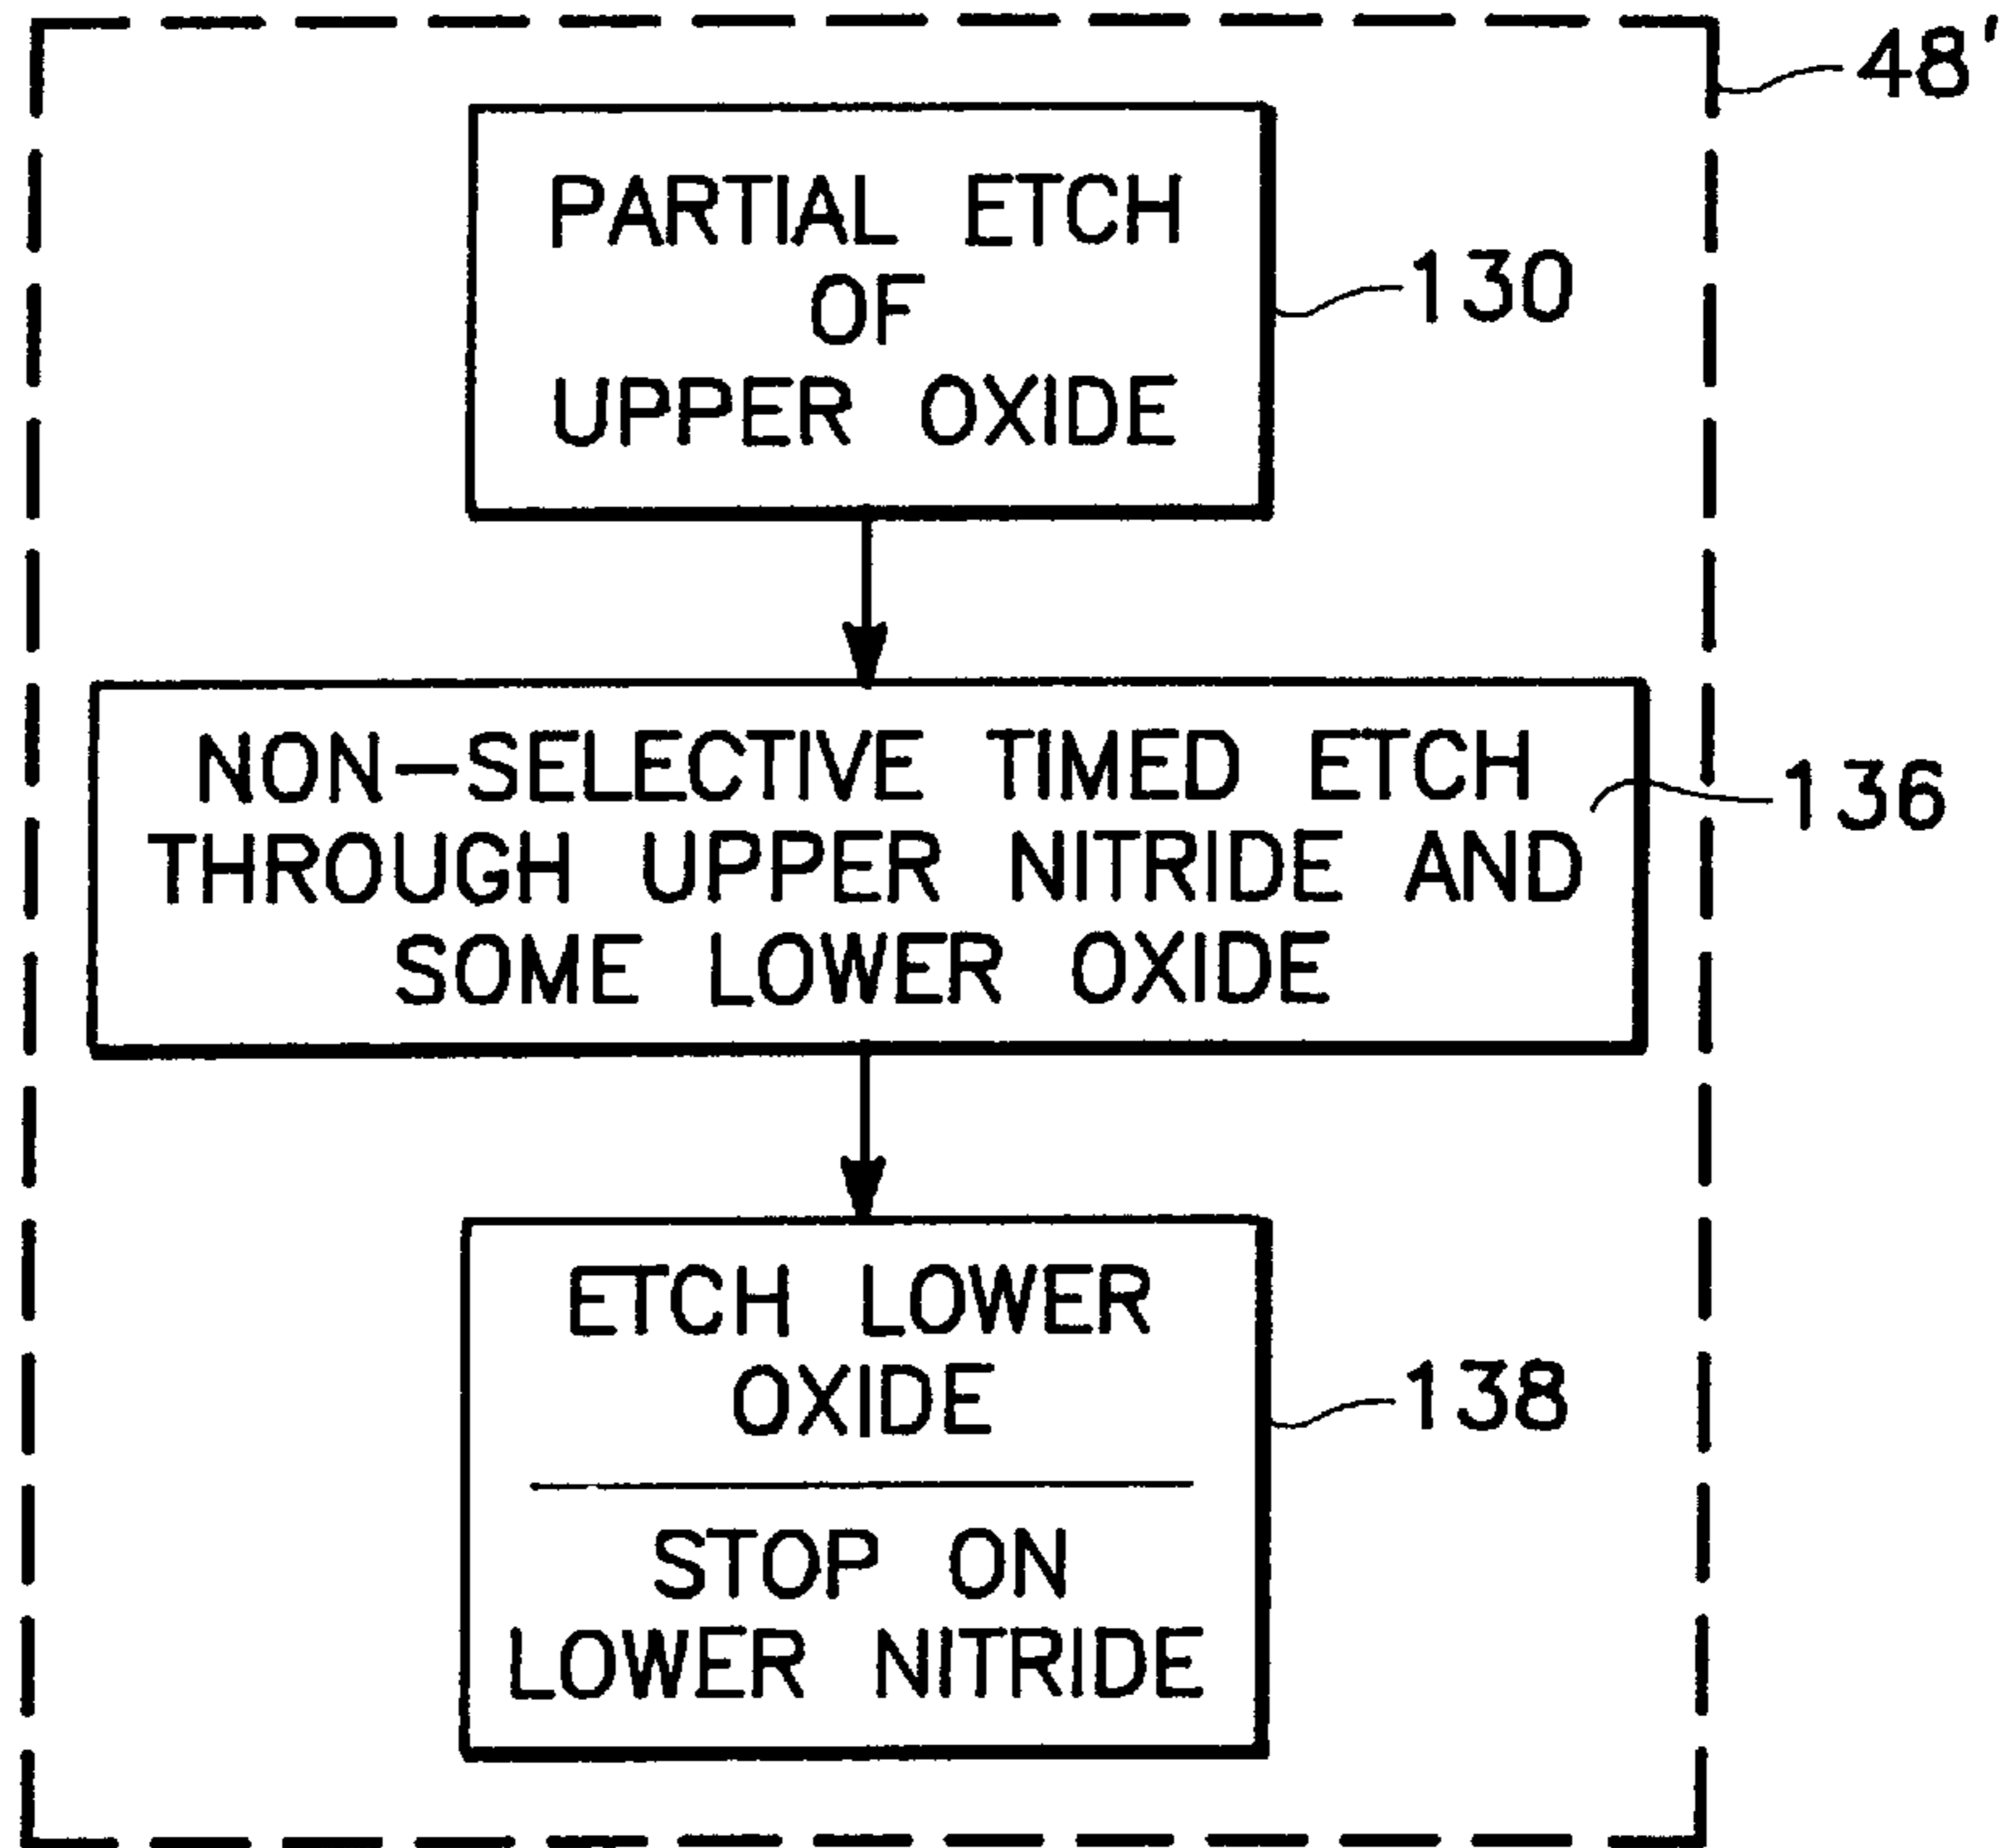 48'
PARTIAL ETCH
OF
UPPER OXIDE
130
NON-SELECTIVE TIMED ETCH
THROUGH UPPER NITRIDE AND
SOME LOWER OXIDE
136
ETCH LOWER
OXIDE
138
STOP ON
LOWER NITRIDE